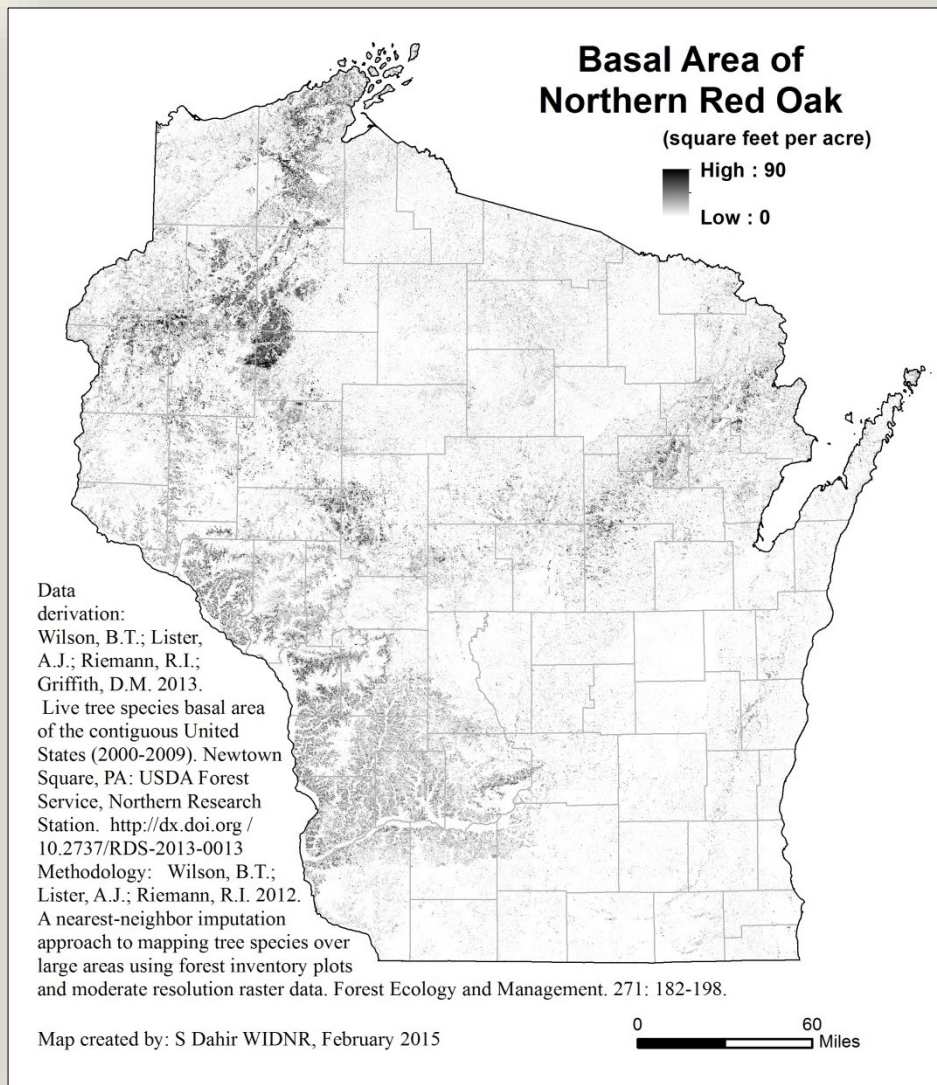 Basal Area of
Northern Red Oak
(square feet per acre)
High : 90
Low : 0
Data
derivation:
Wilson, B.T.; Lister,
A.J.; Riemann, R.I.;
Griffith, D.M. 2013.
Live tree species basal area
of the contiguous United
States (2000-2009). Newtown
Square, PA: USDA Forest
Service, Northern Research
Station. http://dx.doi.org /
10.2737/RDS-2013-0013
Methodology: Wilson, B.T.;
Lister, A.J.; Riemann, R.I. 2012.
A nearest-neighbor imputation
approach to mapping tree species over
large areas using forest inventory plots
and moderate resolution raster data. Forest Ecology and Management. 271: 182-198.
Map created by: S Dahir WIDNR, February 2015
0 60
Miles